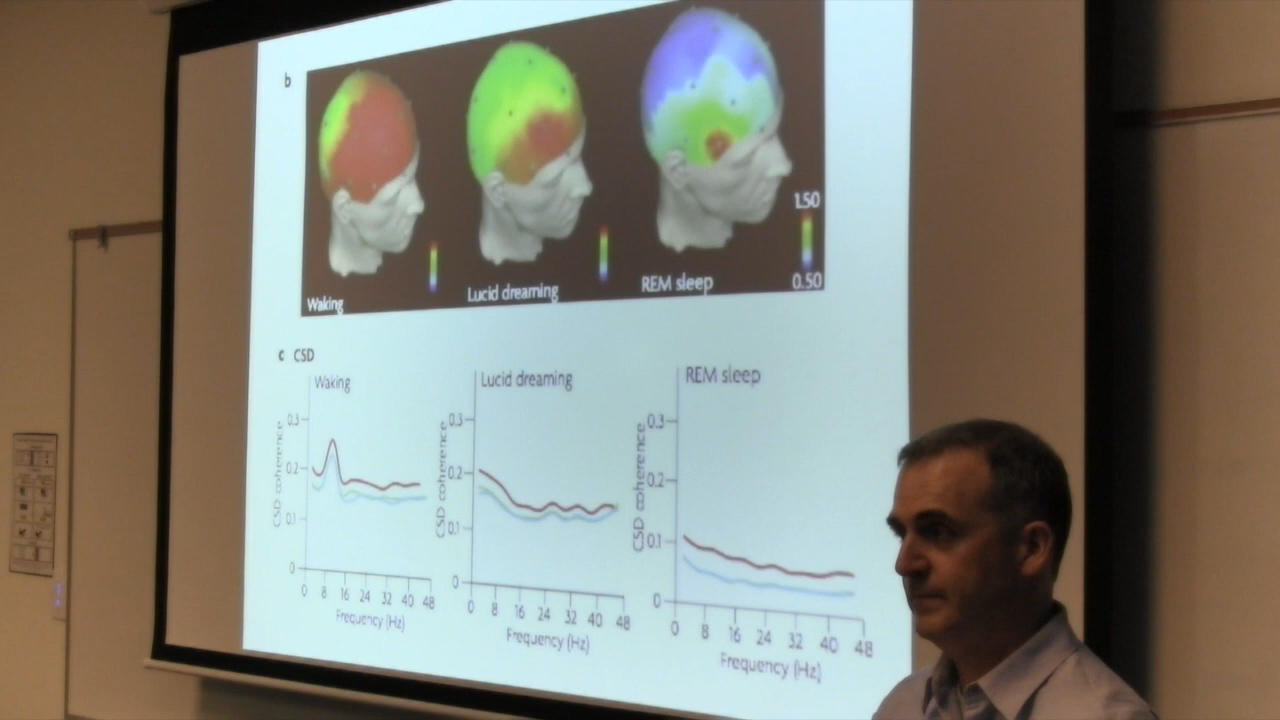 b
1.50
0.50
Waking
Lucid dreaming
REM sleep
c CSD
Waking
Lucid dreaming
REM sleep
CSD coherence
0.3
0.2
0.1
0
0 8 16 24 32 40 48
Frequency (Hz)
CSD coherence
0.3
0.2
0.1
0
0 8 16 24 32 40 48
Frequency (Hz)
CSD coherence
0.3
0.2
0.1
0
0 8 16 24 32 40 48
Frequency (Hz)